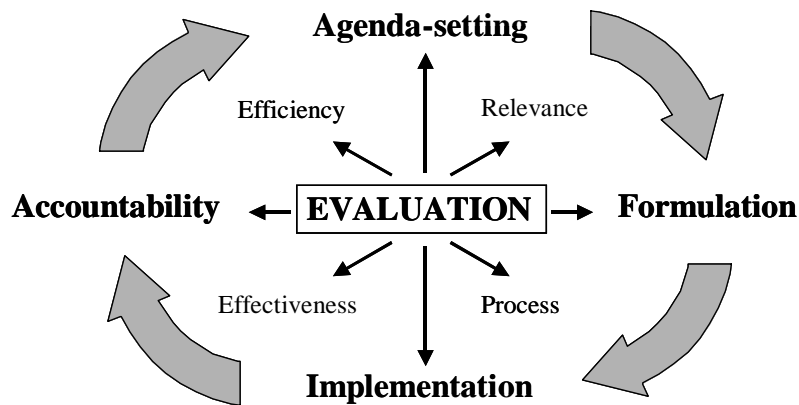 Agenda-setting
Efficiency
Relevance
Accountability
EVALUATION
Formulation
Effectiveness
Process
Implementation